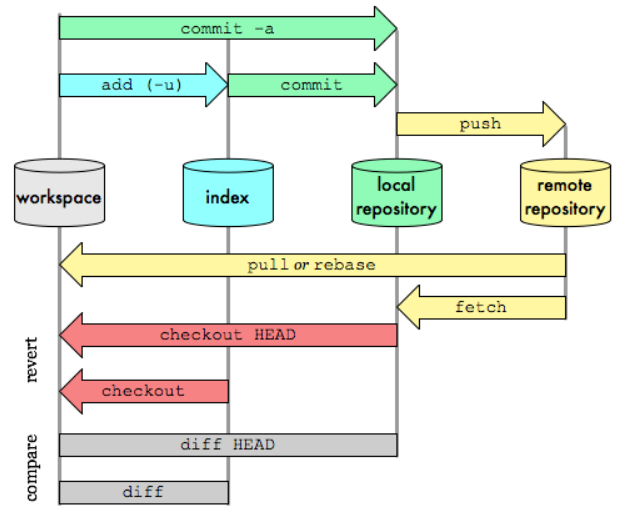 commit -a
add (-u)
commit
push
workspace
index
local
repository
remote
repository
pull or rebase
fetch
revert
checkout HEAD
checkout
compare
diff HEAD
diff